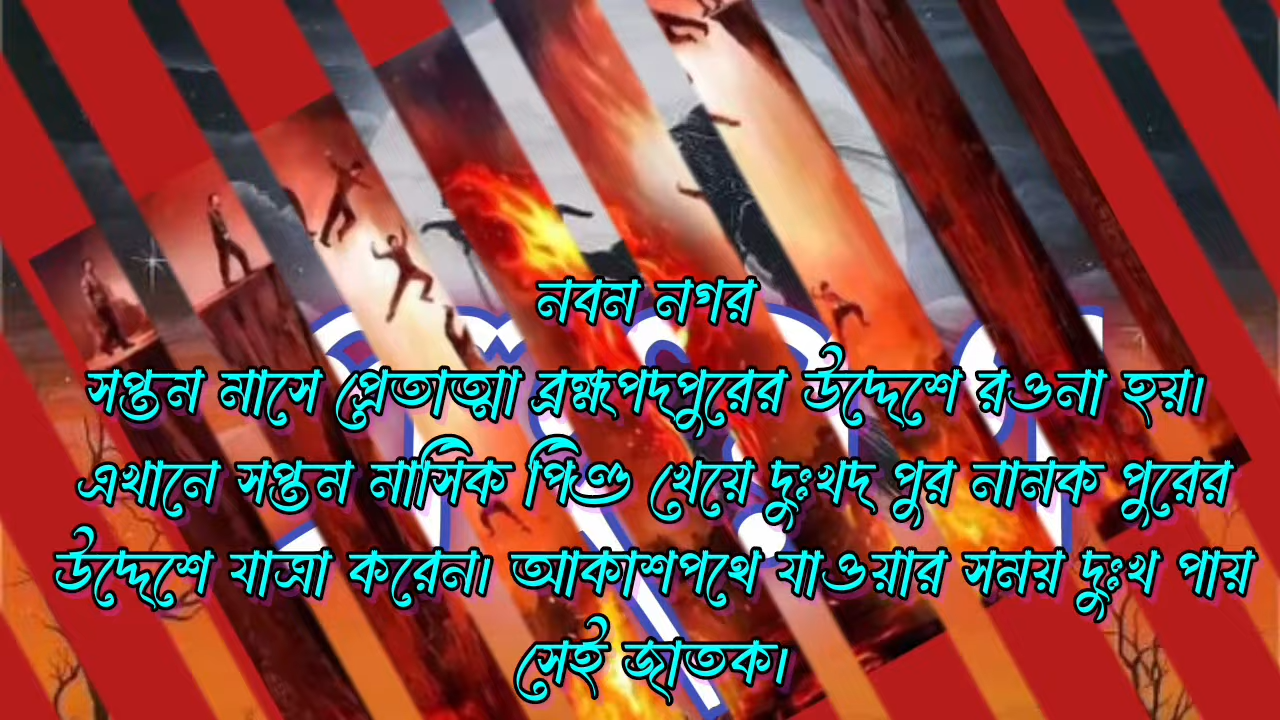 নবম নগর
সপ্তম মাসে প্রেতাত্মা ব্রহ্মপদপুরের উদ্দেশে রওনা হয়।
এখানে সপ্তম মাসিক পিণ্ড খেয়ে দুঃখদ পুর নামক পুরের
উদ্দেশে যাত্রা করেন। আকাশপথে যাওয়ার সময় দুঃখ পায়
সেই জাতক।